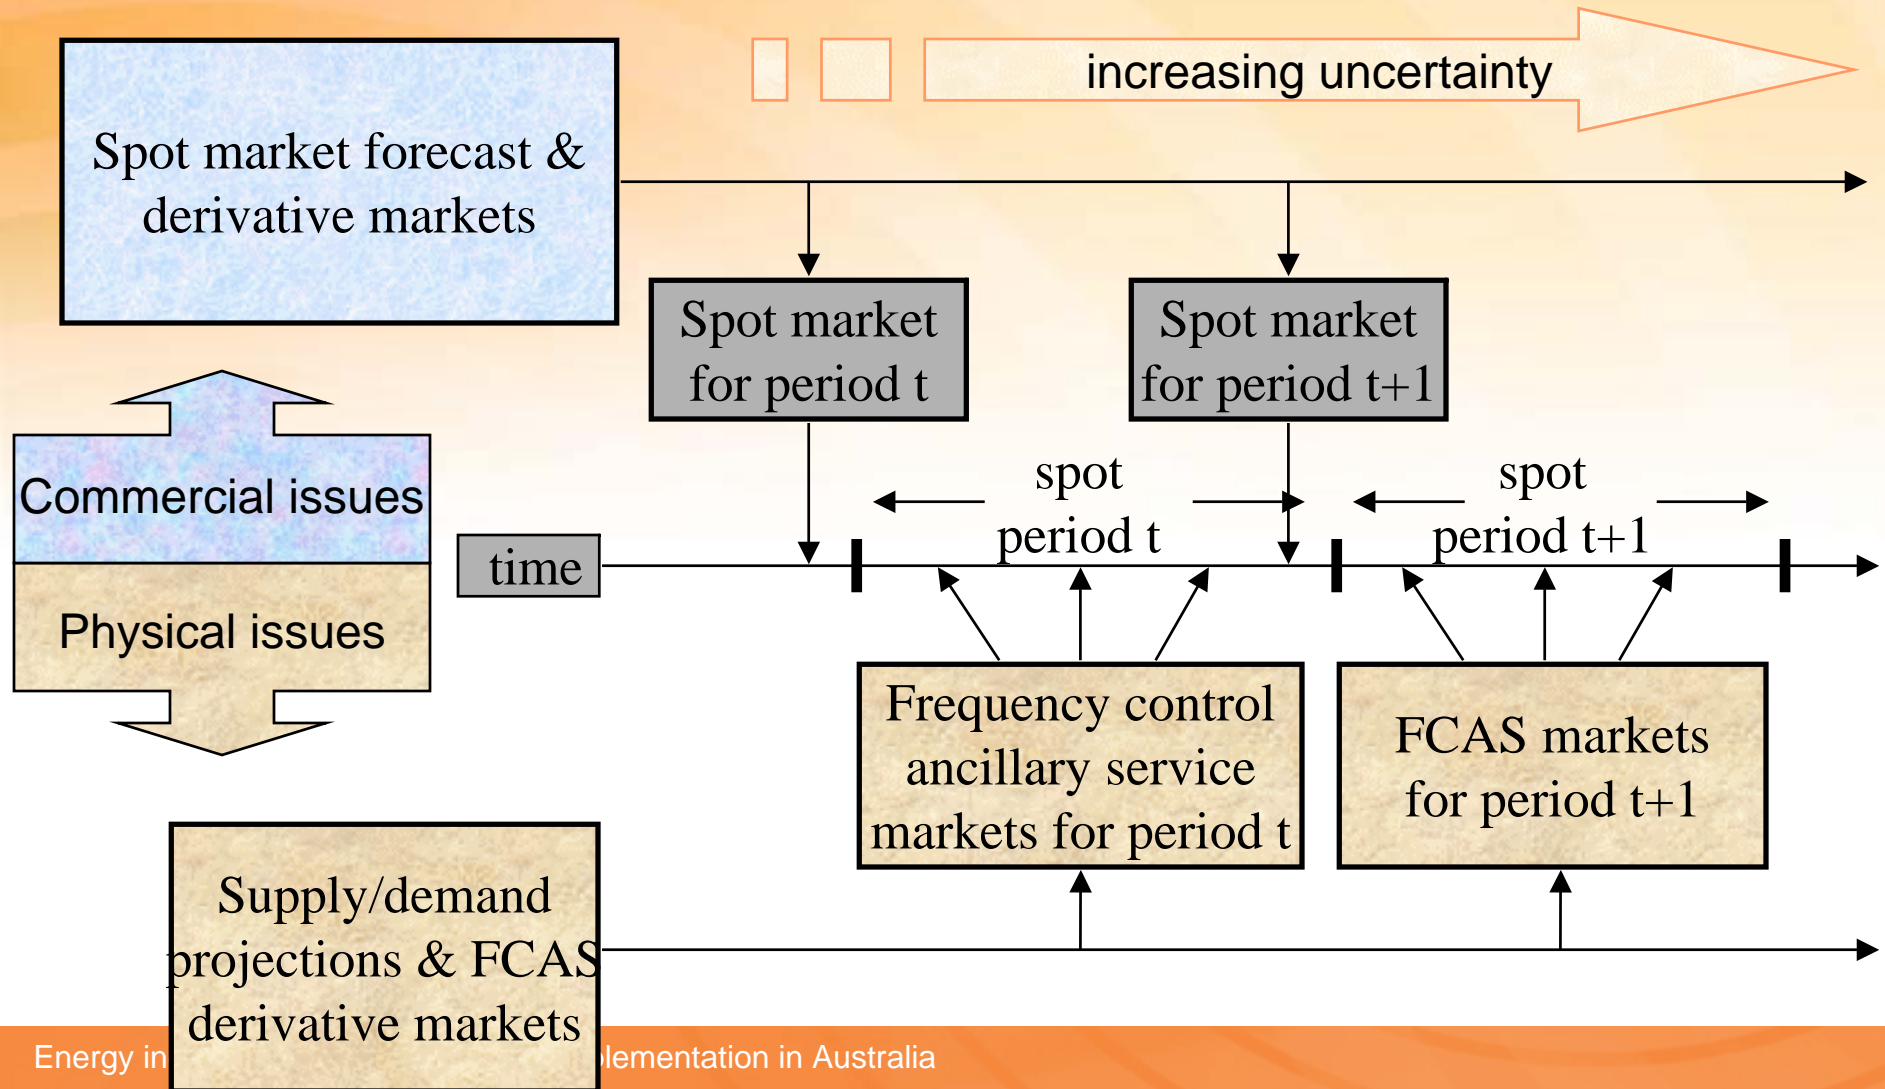 increasing uncertainty
Spot market forecast &
derivative markets
Spot market
for period t
Spot market
for period t+1
Commercial issues
Physical issues
time
spot
period t
spot
period t+1
Frequency control
ancillary service
markets for period t
FCAS markets
for period t+1
Supply/demand
projections & FCAS
derivative markets
Energy in lementation in Australia